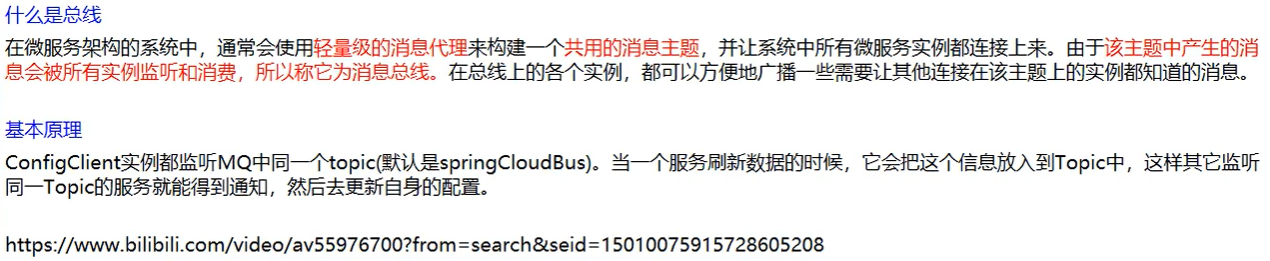 什么是总线
在微服务架构的系统中，通常会使用轻量级的消息代理来构建一个共用的消息主题，并让系统中所有微服务实例都连接上来。由于该主题中产生的消
息会被所有实例监听和消费，所以称它为消息总线。在总线上的各个实例，都可以方便地广播一些需要让其他连接在该主题上的实例都知道的消息。
基本原理
ConfigClient实例都监听MQ中同一个topic(默认是springCloudBus)。当一个服务刷新数据的时候，它会把这个信息放入到Topic中，这样其它监听
同一Topic的服务就能得到通知，然后去更新自身的配置。
https://www.bilibili.com/video/av55976700?from=search&seid=15010075915728605208